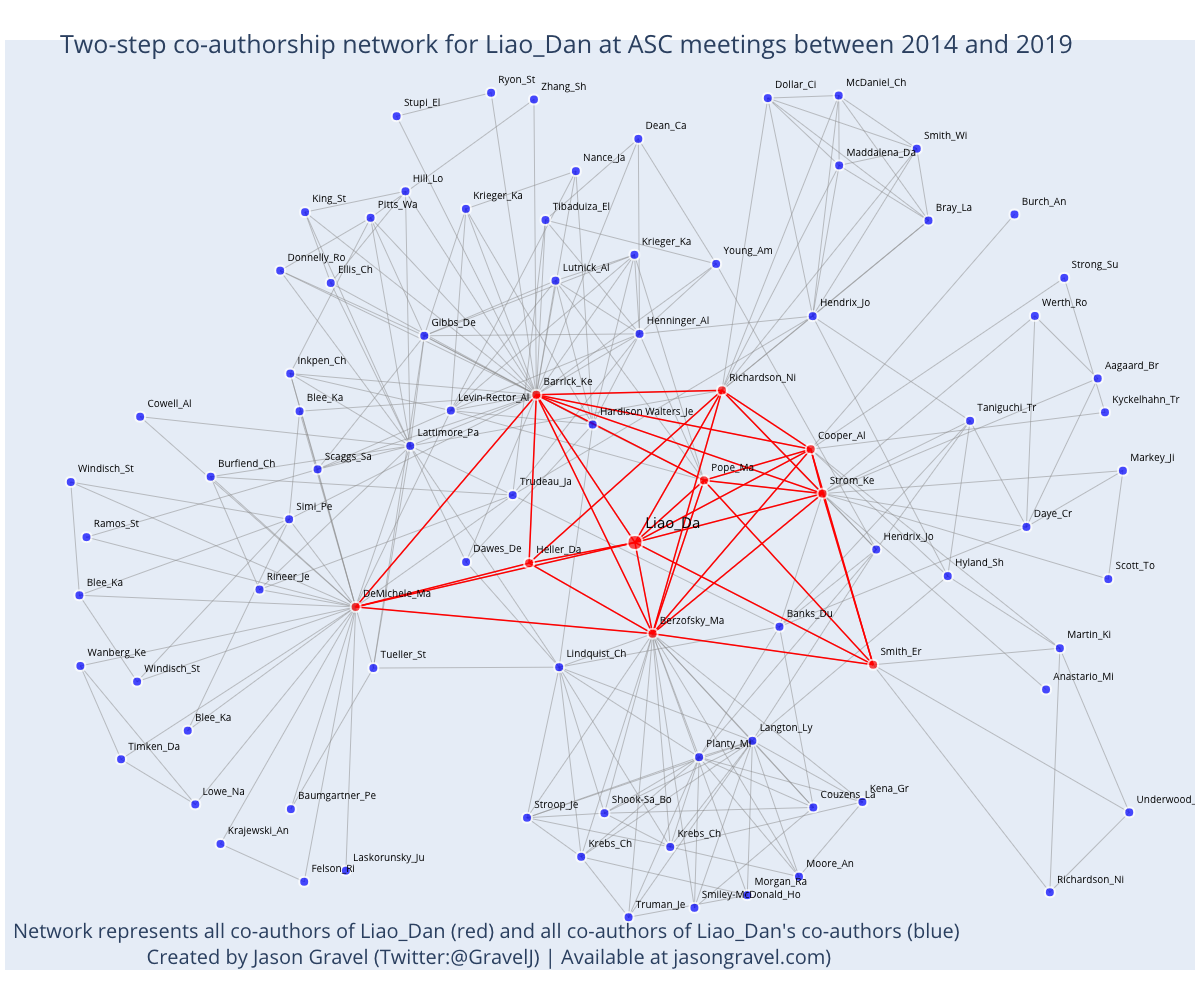 Two-step co-authorship network for Liao_Dan at ASC meetings between 2014 and 2019
Ryon_St
Zhang_Sh
Stupi_El
Dollar_Ci
McDaniel_Ch
Dean_Ca
Smith_Wi
Maddalena_Da
Nance_Ja
Hill_Lo
King_St
Pitts_Wa
Krieger_Ka
Tibaduiza_El
Bray_La
Burch_An
Krieger_Ka
Young_Am
Donnelly_Ro
Ellis_Ch
Lutnick_Al
Strong_Su
Hendrix_Jo
Werth_Ro
Gibbs_De
Henninger_Al
Inkpen_Ch
Barrick_Ke
Richardson_Ni
Aagaard_Br
Blee_Ka
Levin-Rector_Al
Cowell_Al
Hardison Walters_Je
Kyckelhahn_Tr
Taniguchi_Tr
Lattimore_Pa
Cooper_Al
Scaggs_Sa
Burfiend_Ch
Windisch_St
Pope_Ma
Markey_Ji
Trudeau_Ja
Strom_Ke
Simi_Pe
Ramos_St
Liao_Da
Daye_Cr
Hendrix_Jo
Dawes_De
Heller_Da
Hyland_Sh
Scott_To
Rineer_Je
Blee_Ka
DeMichele_Ma
Banks_Du
Berzofsky_Ma
Martin_Ki
Wanberg_Ke
Windisch_St
Tueller_St
Lindquist_Ch
Smith_Er
Anastario_Mi
Blee_Ka
Langton_Ly
Timken_Da
Planty_Mi
Lowe_Na
Baumgartner_Pe
Stroop_Je
Shook-Sa_Bo
Couzens_La
Kena_Gr
Underwood_
Krajewski_An
Krebs_Ch
Krebs_Ch
Laskorunsky_Ju
Felson_Ri
Moore_An
Morgan_Ra
Richardson_Ni
Smiley-McDonald_Ho
Truman_Je
Network represents all co-authors of Liao_Dan (red) and all co-authors of Liao_Dan's co-authors (blue)
Created by Jason Gravel (Twitter:@GravelJ) | Available at jasongravel.com)